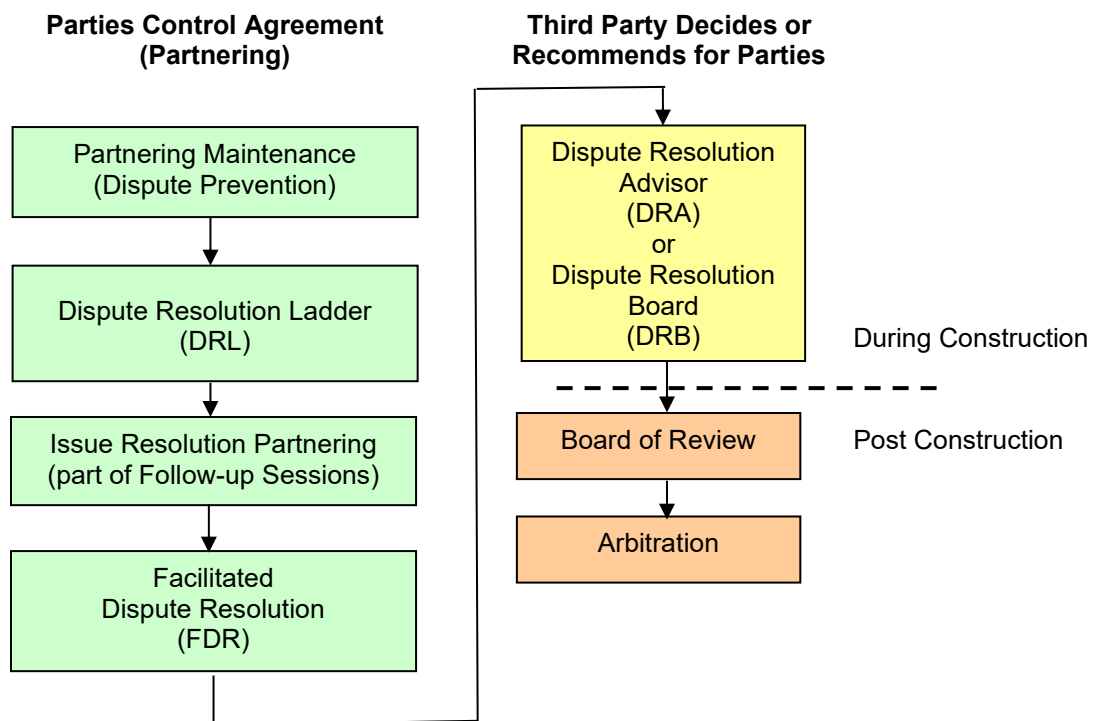 Parties Control Agreement
(Partnering)
Partnering Maintenance
(Dispute Prevention)
Dispute Resolution Ladder
(DRL)
Issue Resolution Partnering
(part of Follow-up Sessions)
Facilitated
Dispute Resolution
(FDR)
Third Party Decides or
Recommends for Parties
Dispute Resolution
Advisor
(DRA)
or
Dispute Resolution
Board
(DRB)
During Construction
Board of Review
Post Construction
Arbitration